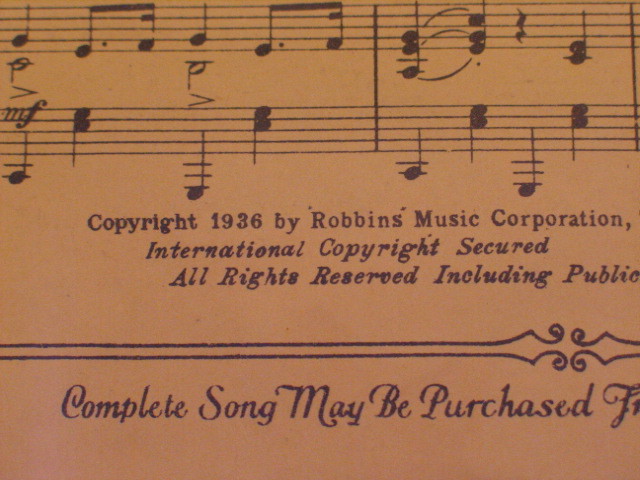 mf
Copyright 1936 by Robbins Music Corporation,
International Copyright Secured
All Rights Reserved Including Public
Complete Song May Be Purchased Fr